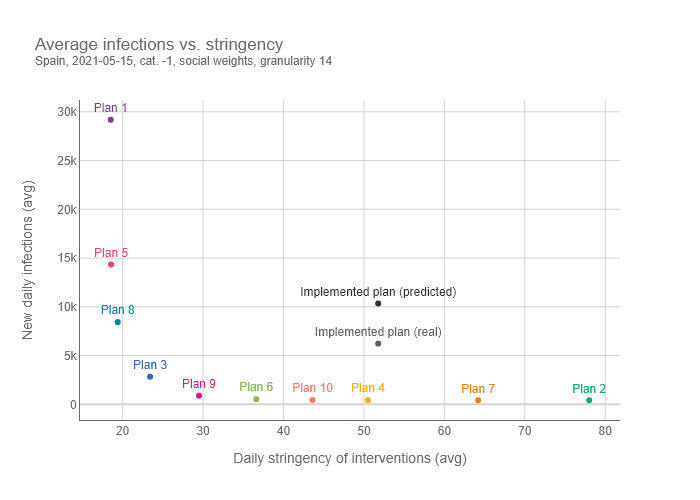 Average infections vs. stringency
Spain, 2021-05-15, cat. -1, social weights, granularity 14
New daily infections (avg)
30k
25k
20k
15k
10k
5k
0
Plan 1
Plan 5
Plan 8
Plan 3
Plan 9
Plan 6
Plan 10
Plan 4
Plan 7
Plan 2
Implemented plan (predicted)
Implemented plan (real)
20
30
40
50
60
70
80
Daily stringency of interventions (avg)